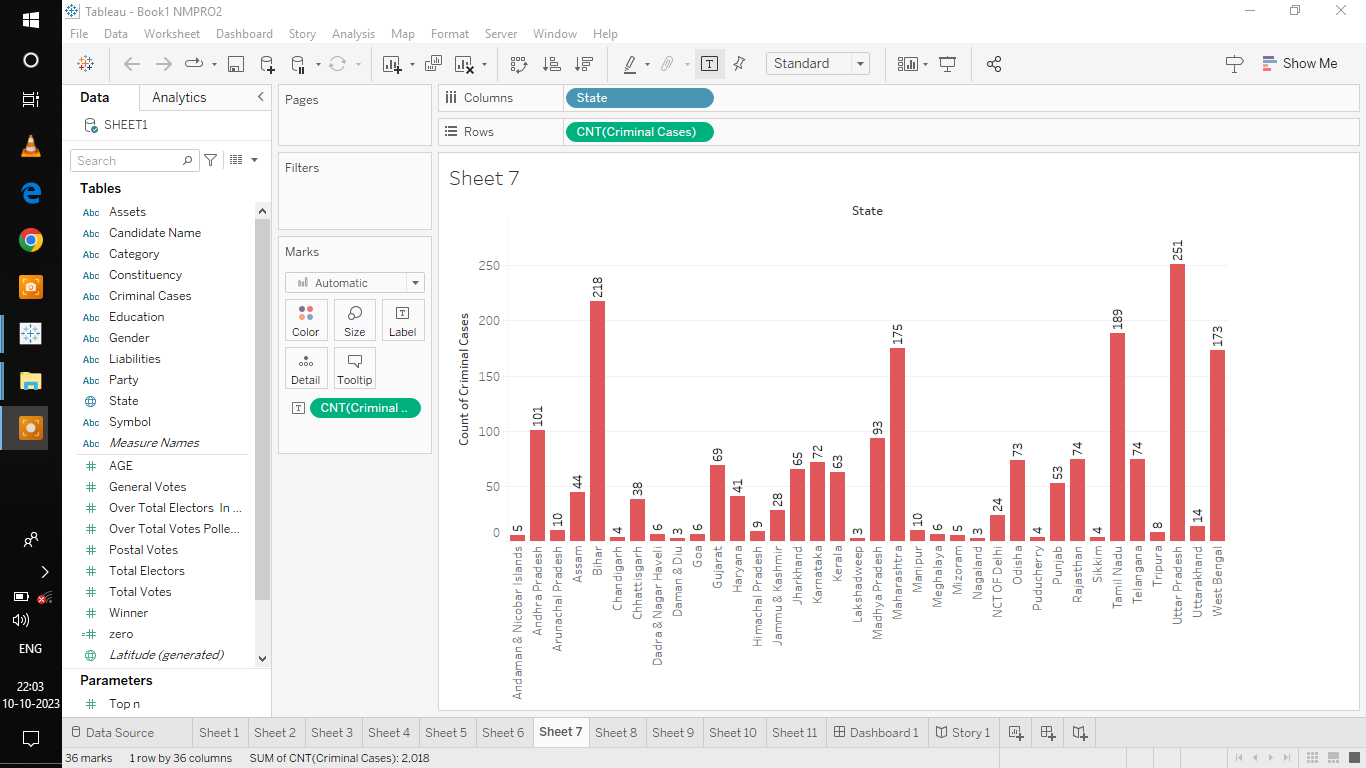 Tableau - Book1 NMPRO2
File Data Worksheet Dashboard Story Analysis Map Format Server Window Help
Standard
Show Me
Data Analytics
SHEET1
Search
Tables
Abc Assets
Abc Candidate Name
Abc Category
Abc Constituency
Abc Criminal Cases
Abc Education
Abc Gender
Abc Liabilities
Abc Party
State
Abc Symbol
Abc Measure Names
# AGE
# General Votes
# Over Total Electors In ...
# Over Total Votes Polle...
# Postal Votes
# Total Electors
# Total Votes
# Winner
=# zero
Latitude (generated)
Parameters
# Top n
Pages
Filters
Marks
Automatic
Color Size Label
Detail Tooltip
CNT(Criminal ..
Columns State
Rows CNT(Criminal Cases)
Sheet 7
State
Count of Criminal Cases
250
200
150
100
50
0
5 101 10 44 218 4 38 6 3 6 69 41 9 28 65 72 63 3 93 175 10 6 5 3 24 73 4 53 74 4 189 74 8 251 14 173
Andaman & Nicobar Islands
Andhra Pradesh
Arunachal Pradesh
Assam
Bihar
Chandigarh
Chhattisgarh
Dadra & Nagar Haveli
Daman & Diu
Goa
Gujarat
Haryana
Himachal Pradesh
Jammu & Kashmir
Jharkhand
Karnataka
Kerala
Lakshadweep
Madhya Pradesh
Maharashtra
Manipur
Meghalaya
Mizoram
Nagaland
NCT OF Delhi
Odisha
Puducherry
Punjab
Rajasthan
Sikkim
Tamil Nadu
Telangana
Tripura
Uttar Pradesh
Uttarakhand
West Bengal
Data Source Sheet 1 Sheet 2 Sheet 3 Sheet 4 Sheet 5 Sheet 6 Sheet 7 Sheet 8 Sheet 9 Sheet 10 Sheet 11 Dashboard 1 Story 1
36 marks 1 row by 36 columns SUM of CNT(Criminal Cases): 2,018
ENG
22:03
10-10-2023